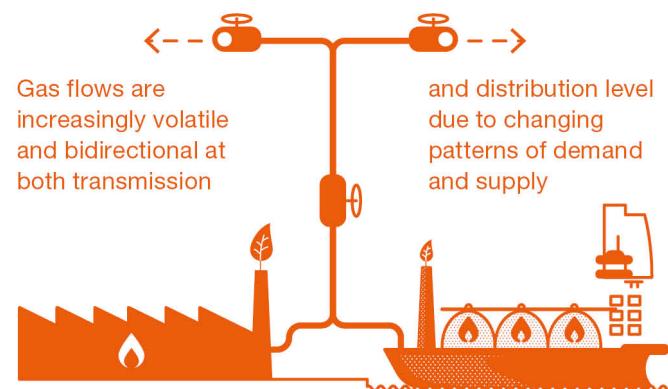 Gas flows are
increasingly volatile
and bidirectional at
both transmission
and distribution level
due to changing
patterns of demand
and supply